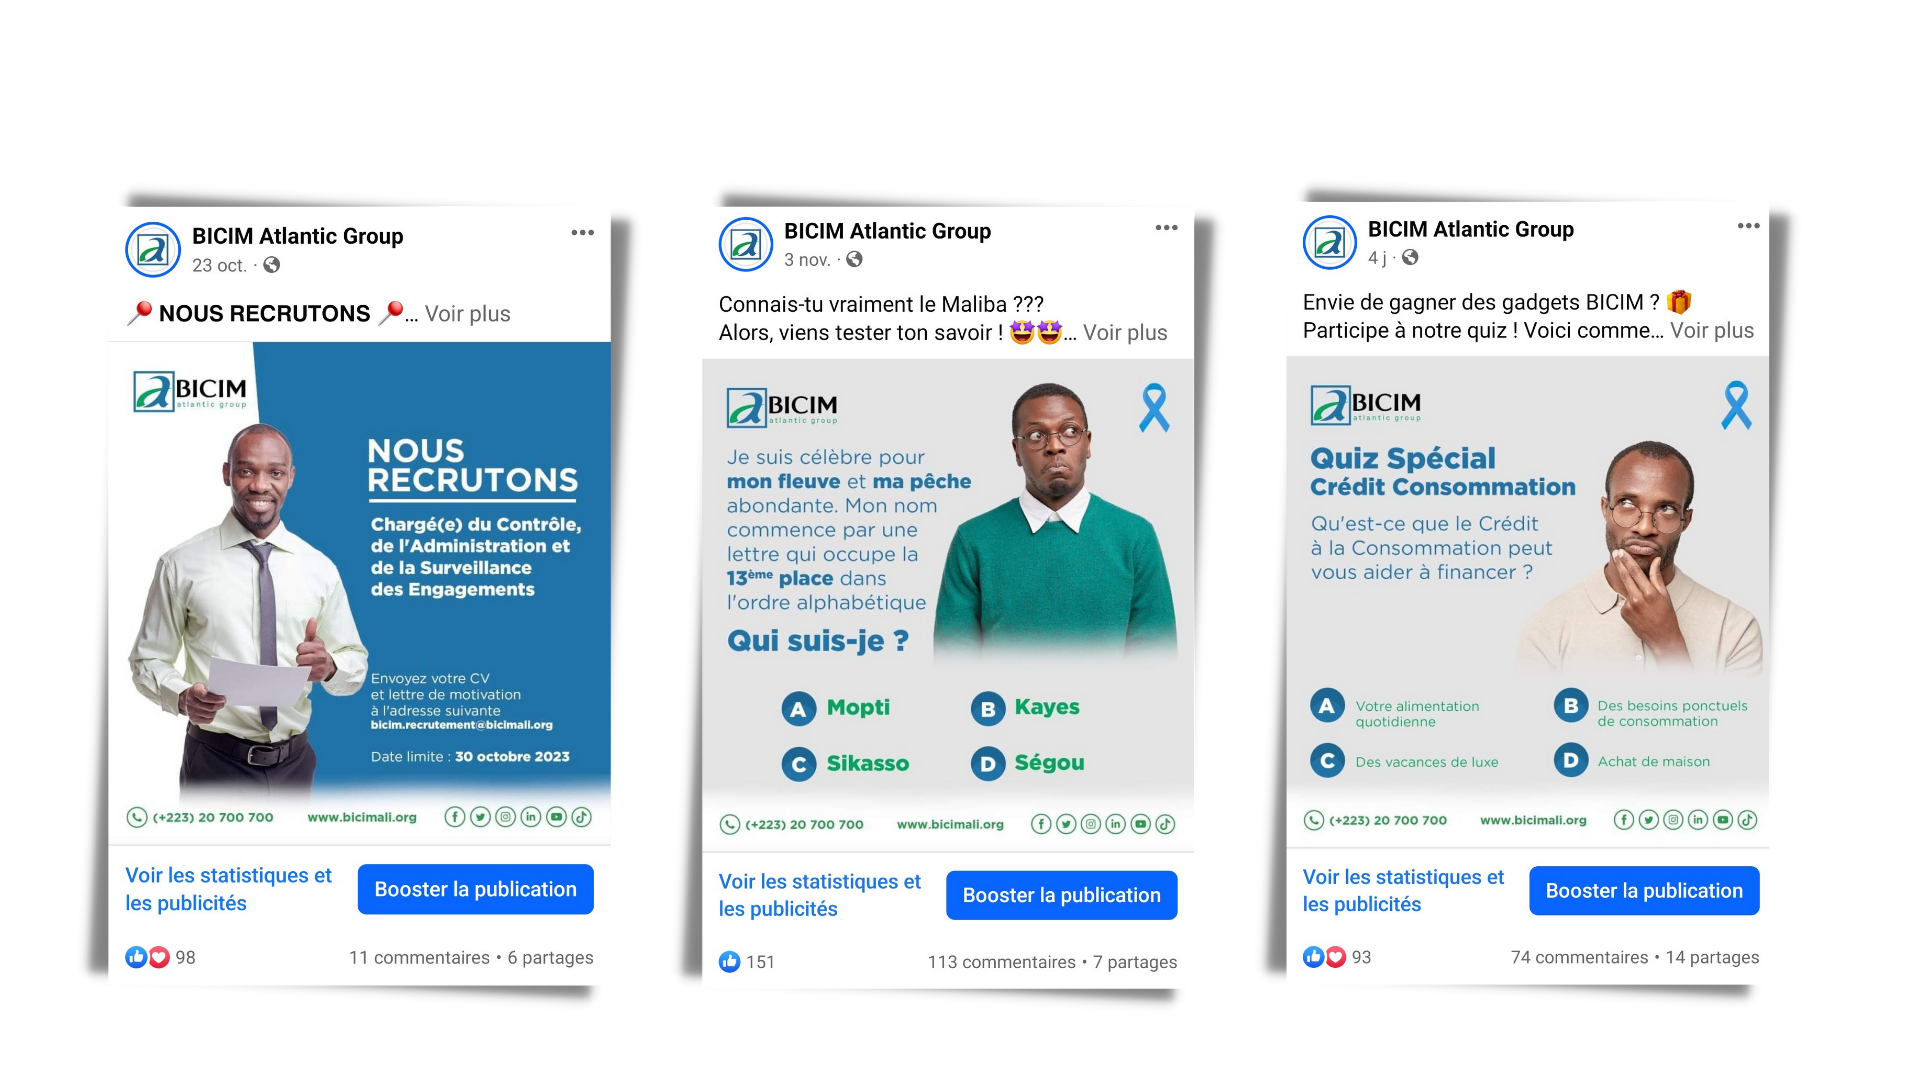 BICIM Atlantic Group
23 oct.
NOUS RECRUTONS ... Voir plus
BICIM
atlantic group
NOUS
RECRUTONS
Chargé(e) du Contrôle,
de l'Administration et
de la Surveillance
des Engagements
Envoyez votre CV
et lettre de motivation
à l'adresse suivante
bicim.recrutement@bicimali.org
Date limite : 30 octobre 2023
(+223) 20 700 700 www.bicimali.org
Voir les statistiques et
les publicités
Booster la publication
98 11 commentaires • 6 partages
BICIM Atlantic Group
3 nov.
Connais-tu vraiment le Maliba ???
Alors, viens tester ton savoir ! 🤩🤩... Voir plus
BICIM
atlantic group
Je suis célèbre pour
mon fleuve et ma pêche
abondante. Mon nom
commence par une
lettre qui occupe la
13ème place dans
l'ordre alphabétique
Qui suis-je ?
A Mopti
B Kayes
C Sikasso
D Ségou
(+223) 20 700 700 www.bicimali.org
Voir les statistiques et
les publicités
Booster la publication
151 113 commentaires • 7 partages
BICIM Atlantic Group
4 j
Envie de gagner des gadgets BICIM ? 🎁
Participe à notre quiz ! Voici comme... Voir plus
BICIM
atlantic group
Quiz Spécial
Crédit Consommation
Qu'est-ce que le Crédit
à la Consommation peut
vous aider à financer ?
A Votre alimentation
quotidienne
B Des besoins ponctuels
de consommation
C Des vacances de luxe
D Achat de maison
(+223) 20 700 700 www.bicimali.org
Voir les statistiques et
les publicités
Booster la publication
93 74 commentaires • 14 partages